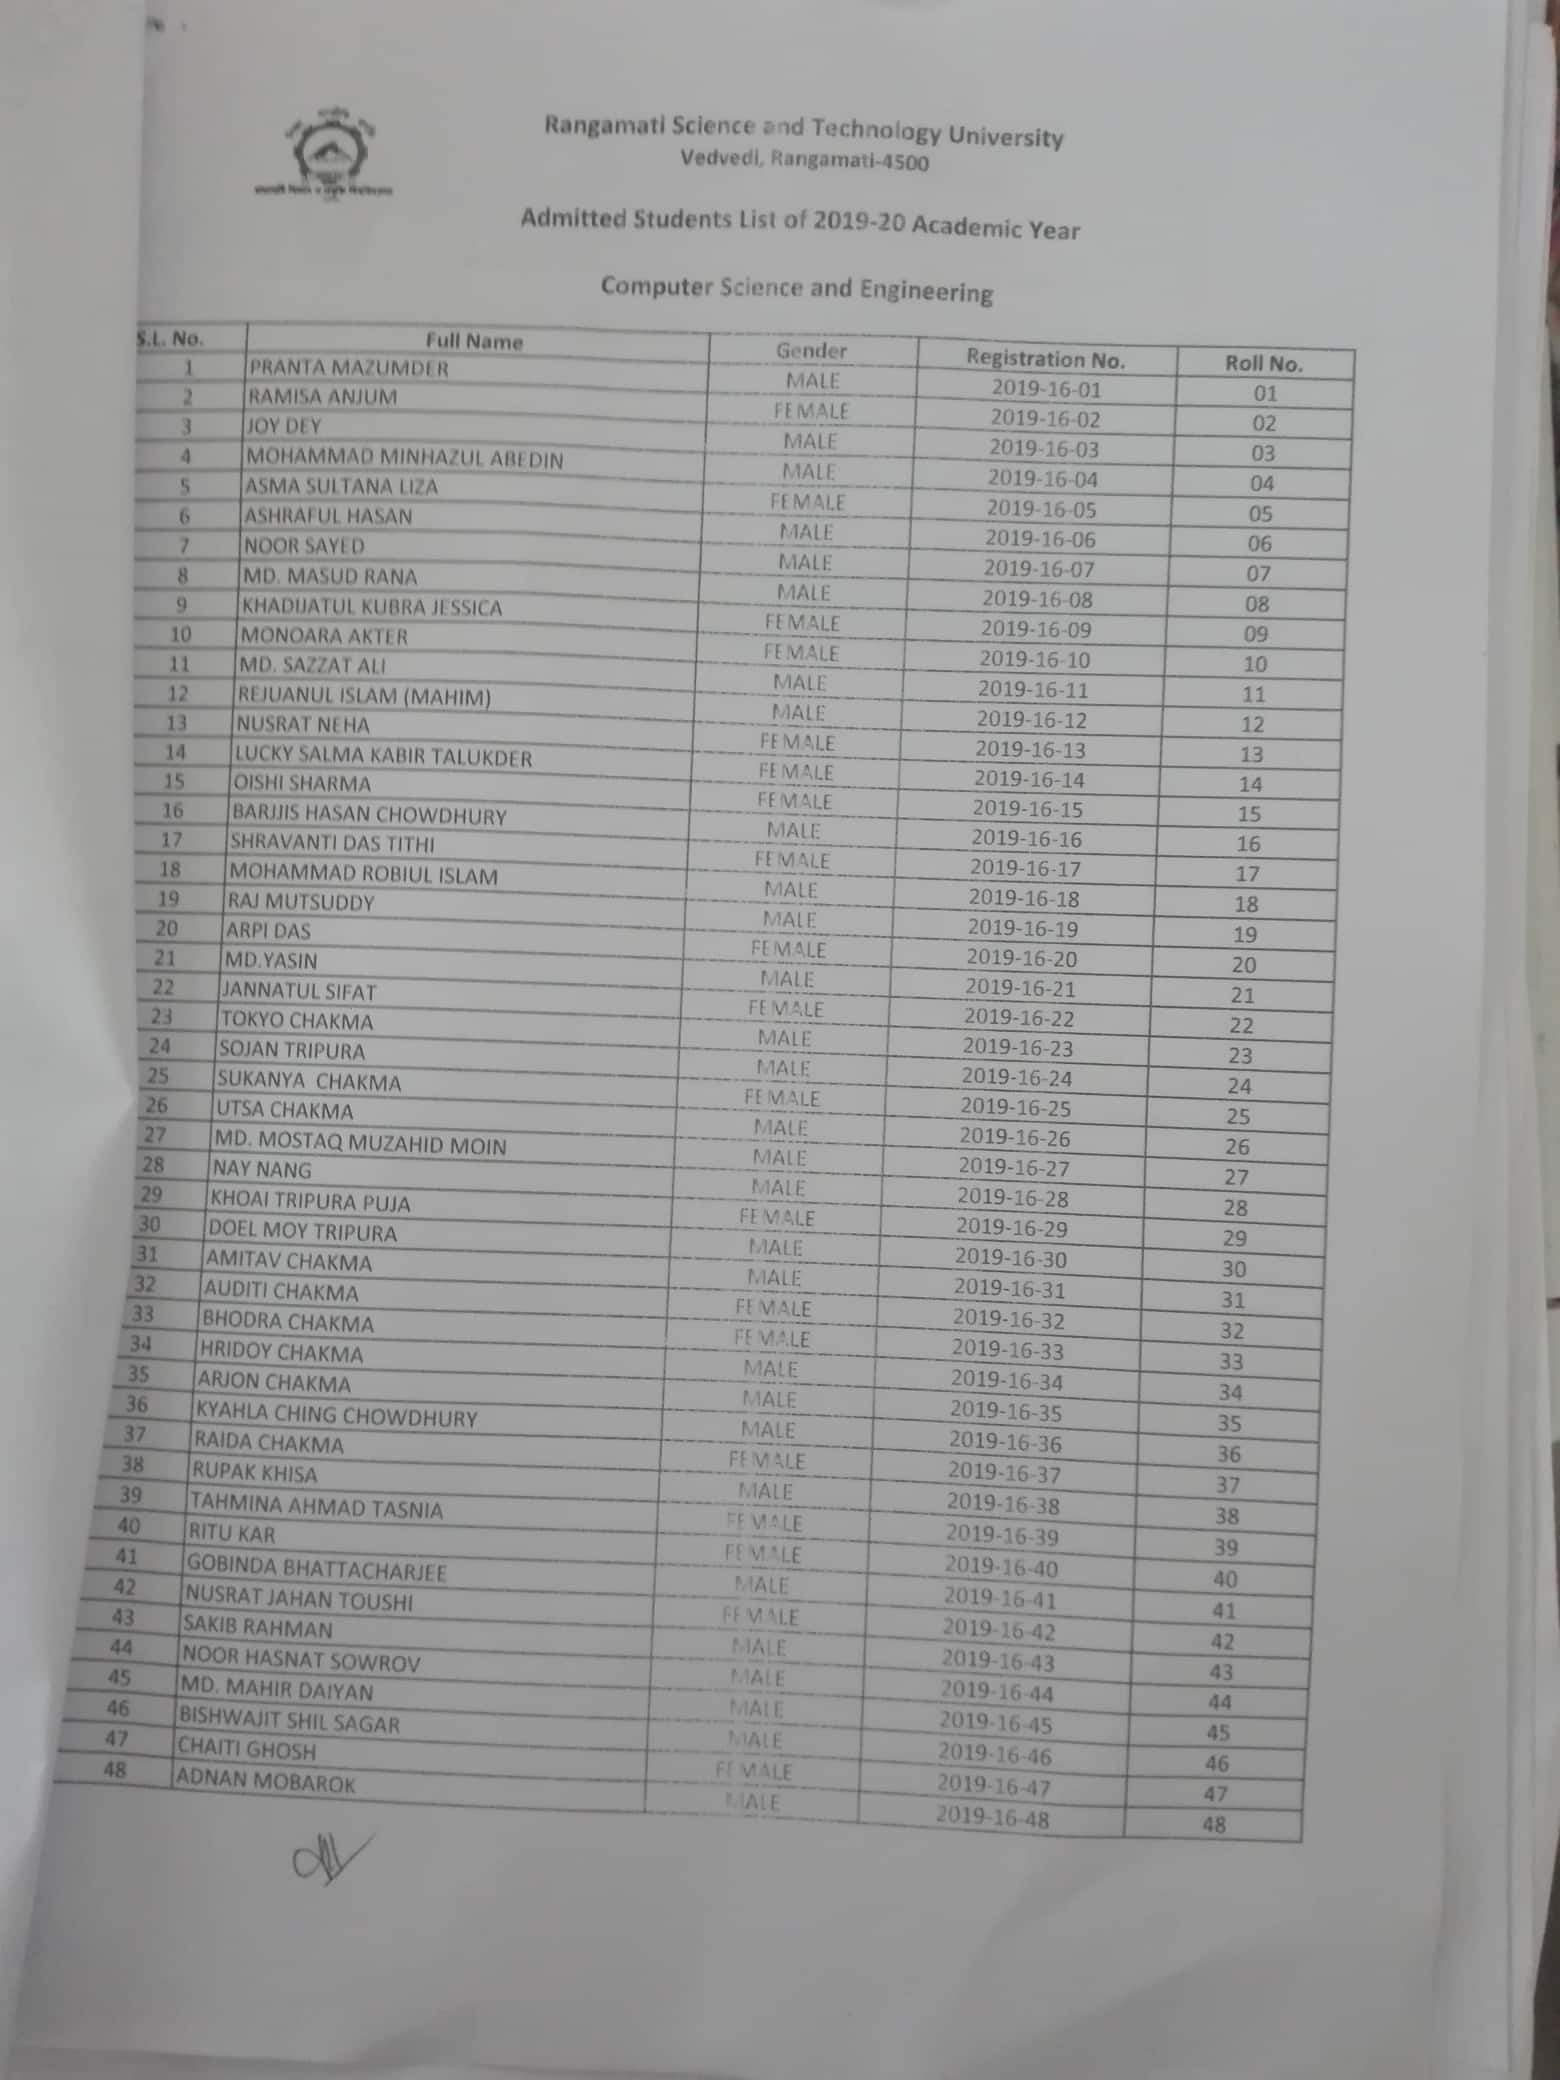 Rangamati Science and Technology University
Vedvedi, Rangamati-4500
Admitted Students List of 2019-20 Academic Year
Computer Science and Engineering
S.L. No. Full Name Gender Registration No. Roll No.
1 PRANTA MAZUMDER MALE 2019-16-01 01
2 RAMISA ANJUM FEMALE 2019-16-02 02
3 JOY DEY MALE 2019-16-03 03
4 MOHAMMAD MINHAZUL ABEDIN MALE 2019-16-04 04
5 ASMA SULTANA LIZA FEMALE 2019-16-05 05
6 ASHRAFUL HASAN MALE 2019-16-06 06
7 NOOR SAYED MALE 2019-16-07 07
8 MD. MASUD RANA MALE 2019-16-08 08
9 KHADIJATUL KUBRA JESSICA FEMALE 2019-16-09 09
10 MONOARA AKTER FEMALE 2019-16-10 10
11 MD. SAZZAT ALI MALE 2019-16-11 11
12 REJUANUL ISLAM (MAHIM) MALE 2019-16-12 12
13 NUSRAT NEHA FEMALE 2019-16-13 13
14 LUCKY SALMA KABIR TALUKDER FEMALE 2019-16-14 14
15 OISHI SHARMA FEMALE 2019-16-15 15
16 BARJIS HASAN CHOWDHURY MALE 2019-16-16 16
17 SHRAVANTI DAS TITHI FEMALE 2019-16-17 17
18 MOHAMMAD ROBIUL ISLAM MALE 2019-16-18 18
19 RAJ MUTSUDDY MALE 2019-16-19 19
20 ARPI DAS FEMALE 2019-16-20 20
21 MD.YASIN MALE 2019-16-21 21
22 JANNATUL SIFAT FEMALE 2019-16-22 22
23 TOKYO CHAKMA MALE 2019-16-23 23
24 SOJAN TRIPURA MALE 2019-16-24 24
25 SUKANYA CHAKMA FEMALE 2019-16-25 25
26 UTSA CHAKMA MALE 2019-16-26 26
27 MD. MOSTAQ MUZAHID MOIN MALE 2019-16-27 27
28 NAY NANG MALE 2019-16-28 28
29 KHOAI TRIPURA PUJA FEMALE 2019-16-29 29
30 DOEL MOY TRIPURA MALE 2019-16-30 30
31 AMITAV CHAKMA MALE 2019-16-31 31
32 AUDITI CHAKMA FEMALE 2019-16-32 32
33 BHODRA CHAKMA FEMALE 2019-16-33 33
34 HRIDOY CHAKMA MALE 2019-16-34 34
35 ARJON CHAKMA MALE 2019-16-35 35
36 KYAHLA CHING CHOWDHURY MALE 2019-16-36 36
37 RAIDA CHAKMA FEMALE 2019-16-37 37
38 RUPAK KHISA MALE 2019-16-38 38
39 TAHMINA AHMAD TASNIA FEMALE 2019-16-39 39
40 RITU KAR FEMALE 2019-16-40 40
41 GOBINDA BHATTACHARJEE MALE 2019-16-41 41
42 NUSRAT JAHAN TOUSHI FEMALE 2019-16-42 42
43 SAKIB RAHMAN MALE 2019-16-43 43
44 NOOR HASNAT SOWROV MALE 2019-16-44 44
45 MD. MAHIR DAIYAN MALE 2019-16-45 45
46 BISHWAJIT SHIL SAGAR MALE 2019-16-46 46
47 CHAITI GHOSH FEMALE 2019-16-47 47
48 ADNAN MOBAROK MALE 2019-16-48 48